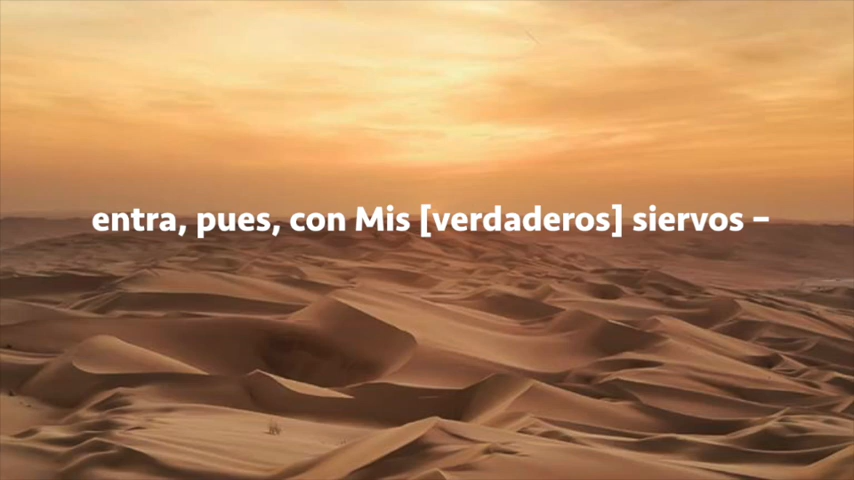 entra, pues, con Mis [verdaderos] siervos –